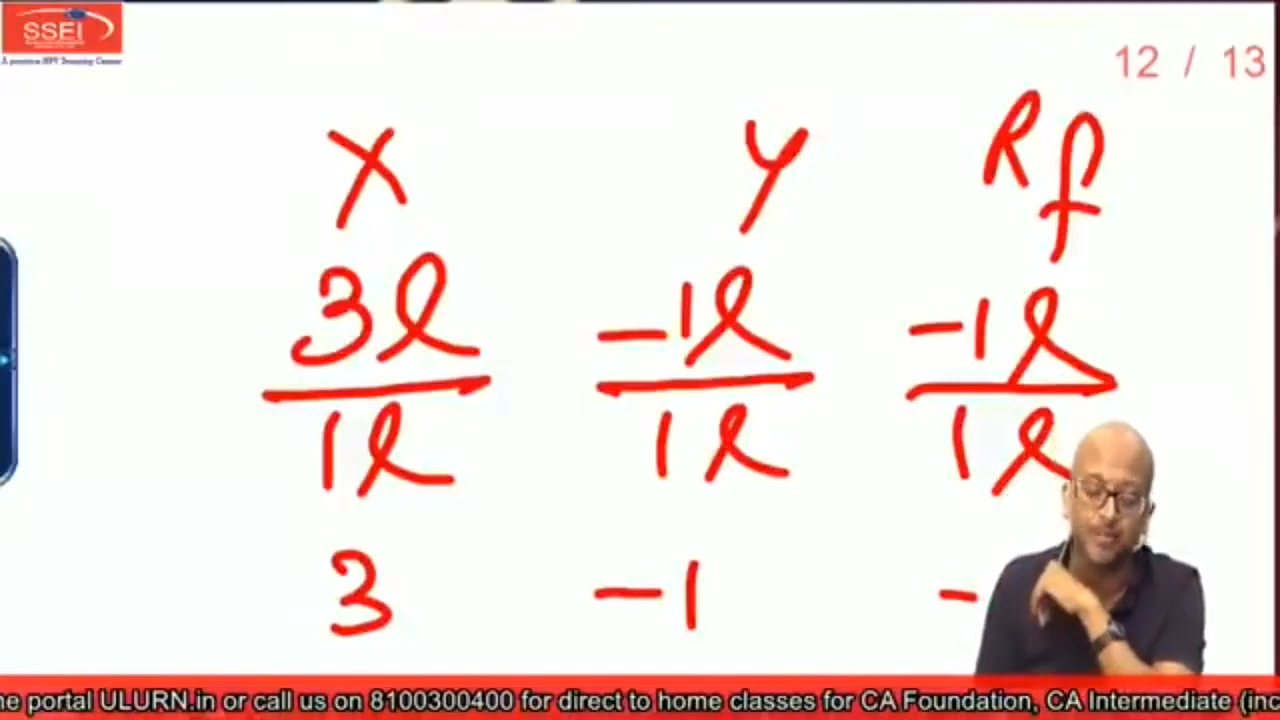 SSEI
12 / 13
X y Rf
3l -1l -1l
1l 1l 1l
3 -1 -
he portal ULURN.in or call us on 8100300400 for direct to home classes for CA Foundation, CA Intermediate (inc